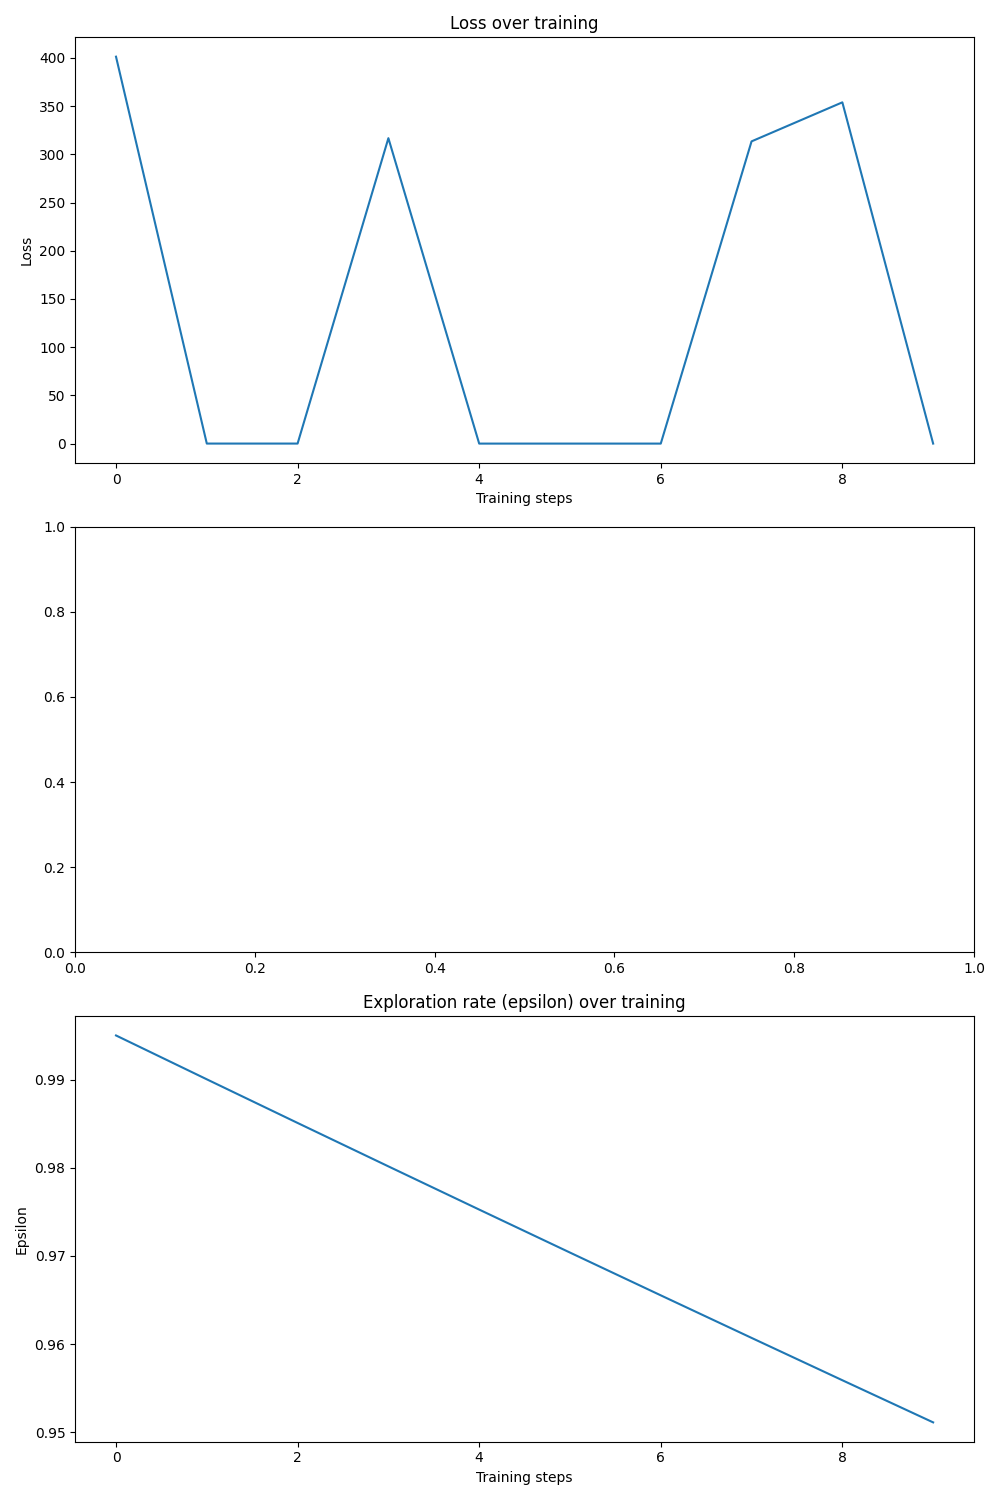 Loss over training
400
350
300
250
200
150
100
50
0
Loss
0 2 4 6 8
Training steps
1.0
0.8
0.6
0.4
0.2
0.0
0.0 0.2 0.4 0.6 0.8 1.0
Exploration rate (epsilon) over training
0.99
0.98
0.97
0.96
0.95
Epsilon
0 2 4 6 8
Training steps